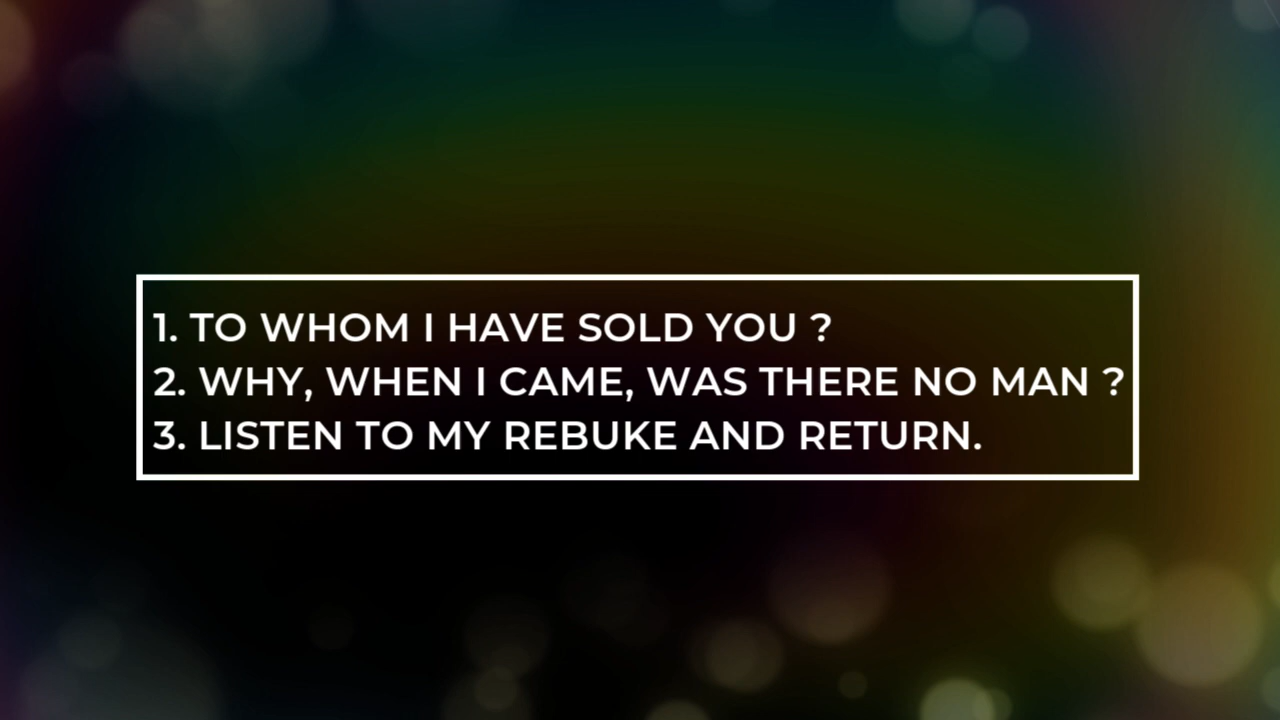 1. TO WHOM I HAVE SOLD YOU ?
2. WHY, WHEN I CAME, WAS THERE NO MAN ?
3. LISTEN TO MY REBUKE AND RETURN.